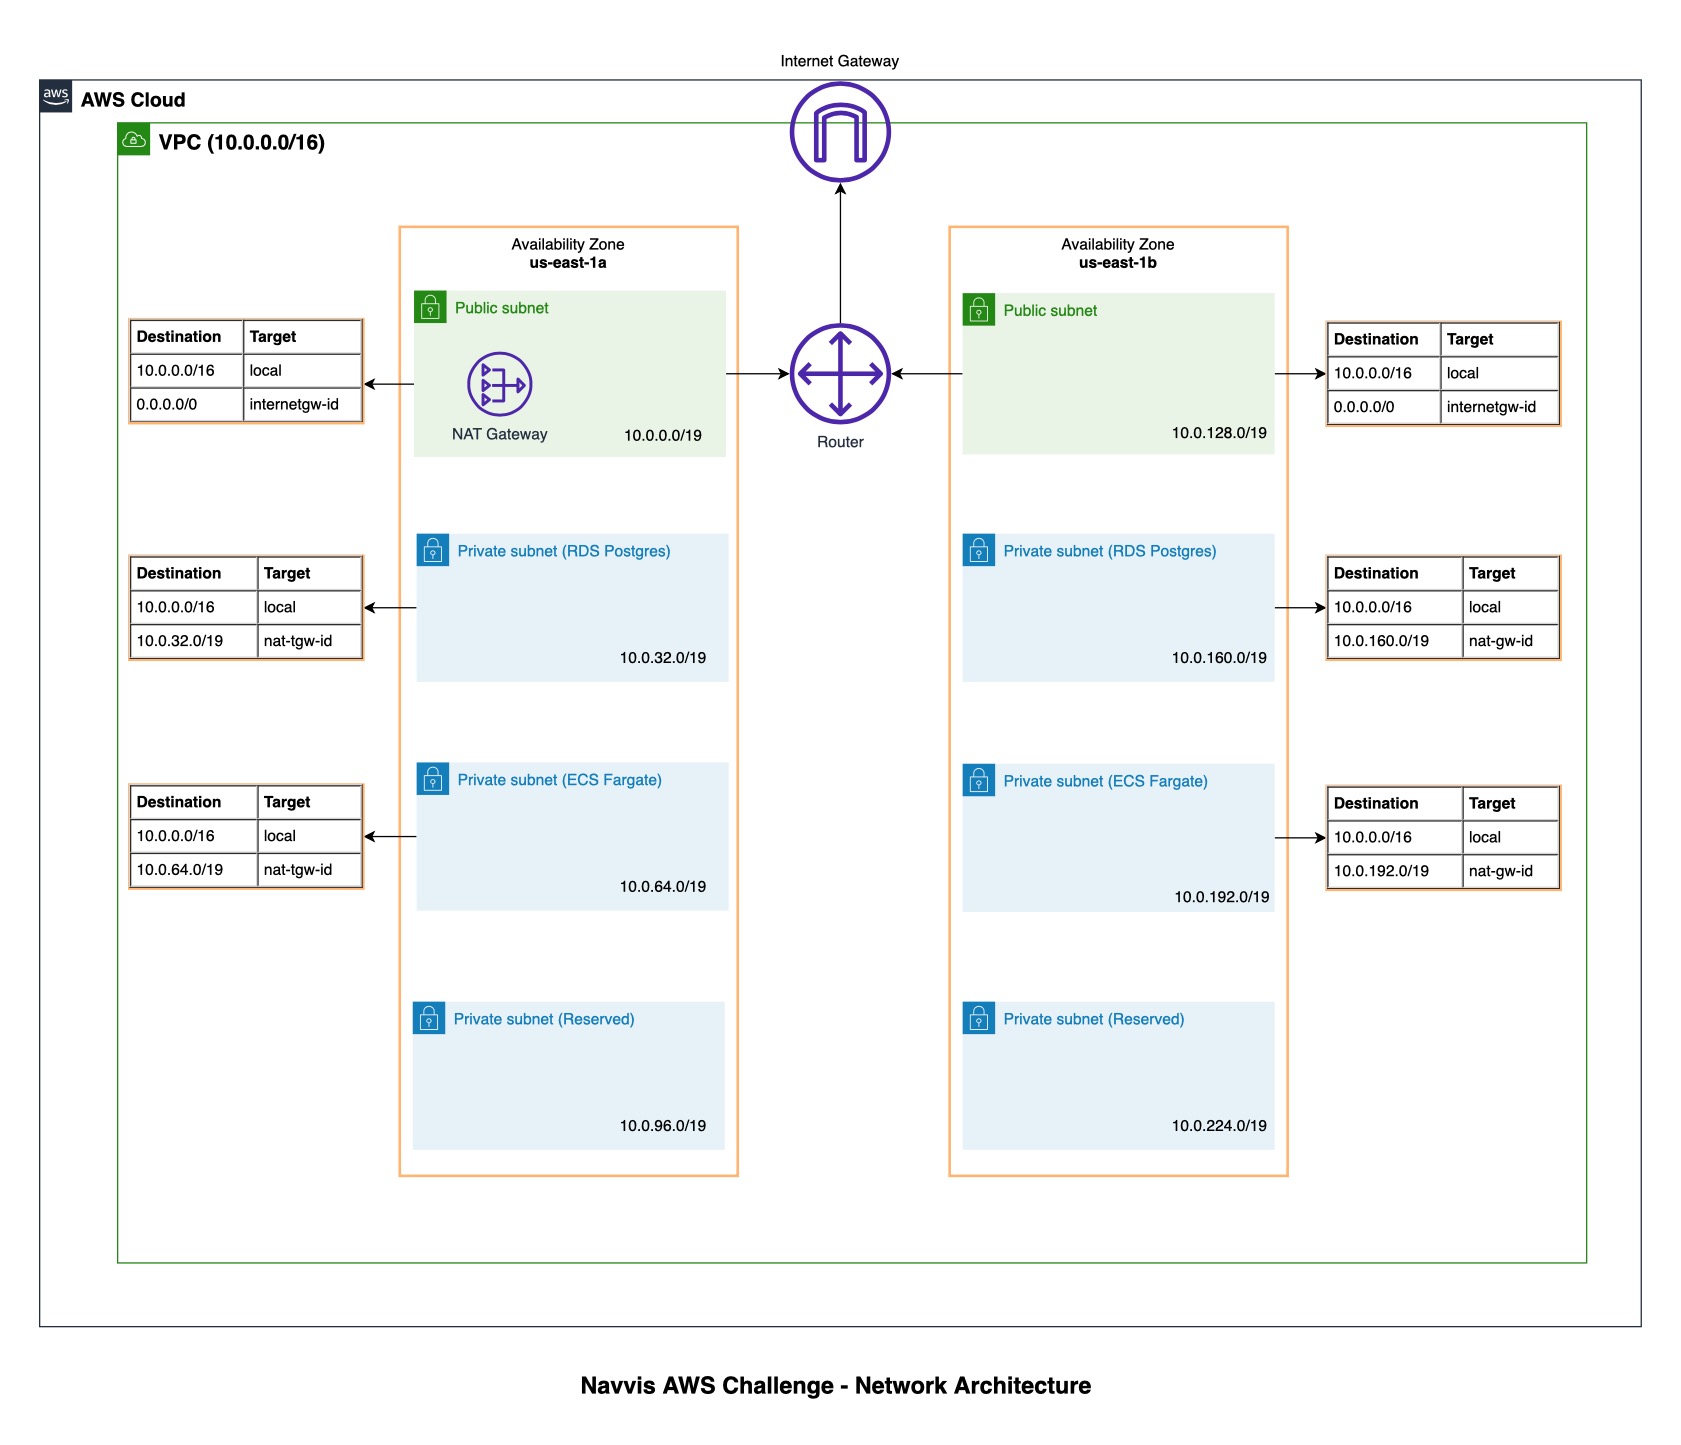 Internet Gateway
aws
AWS Cloud
VPC (10.0.0.0/16)
Availability Zone
us-east-1a
Public subnet
NAT Gateway
10.0.0.0/19
Destination Target
10.0.0.0/16 local
0.0.0.0/0 internetgw-id
Private subnet (RDS Postgres)
10.0.32.0/19
Destination Target
10.0.0.0/16 local
10.0.32.0/19 nat-tgw-id
Private subnet (ECS Fargate)
10.0.64.0/19
Destination Target
10.0.0.0/16 local
10.0.64.0/19 nat-tgw-id
Private subnet (Reserved)
10.0.96.0/19
Router
Availability Zone
us-east-1b
Public subnet
10.0.128.0/19
Destination Target
10.0.0.0/16 local
0.0.0.0/0 internetgw-id
Private subnet (RDS Postgres)
10.0.160.0/19
Destination Target
10.0.0.0/16 local
10.0.160.0/19 nat-gw-id
Private subnet (ECS Fargate)
10.0.192.0/19
Destination Target
10.0.0.0/16 local
10.0.192.0/19 nat-gw-id
Private subnet (Reserved)
10.0.224.0/19
Navvis AWS Challenge - Network Architecture